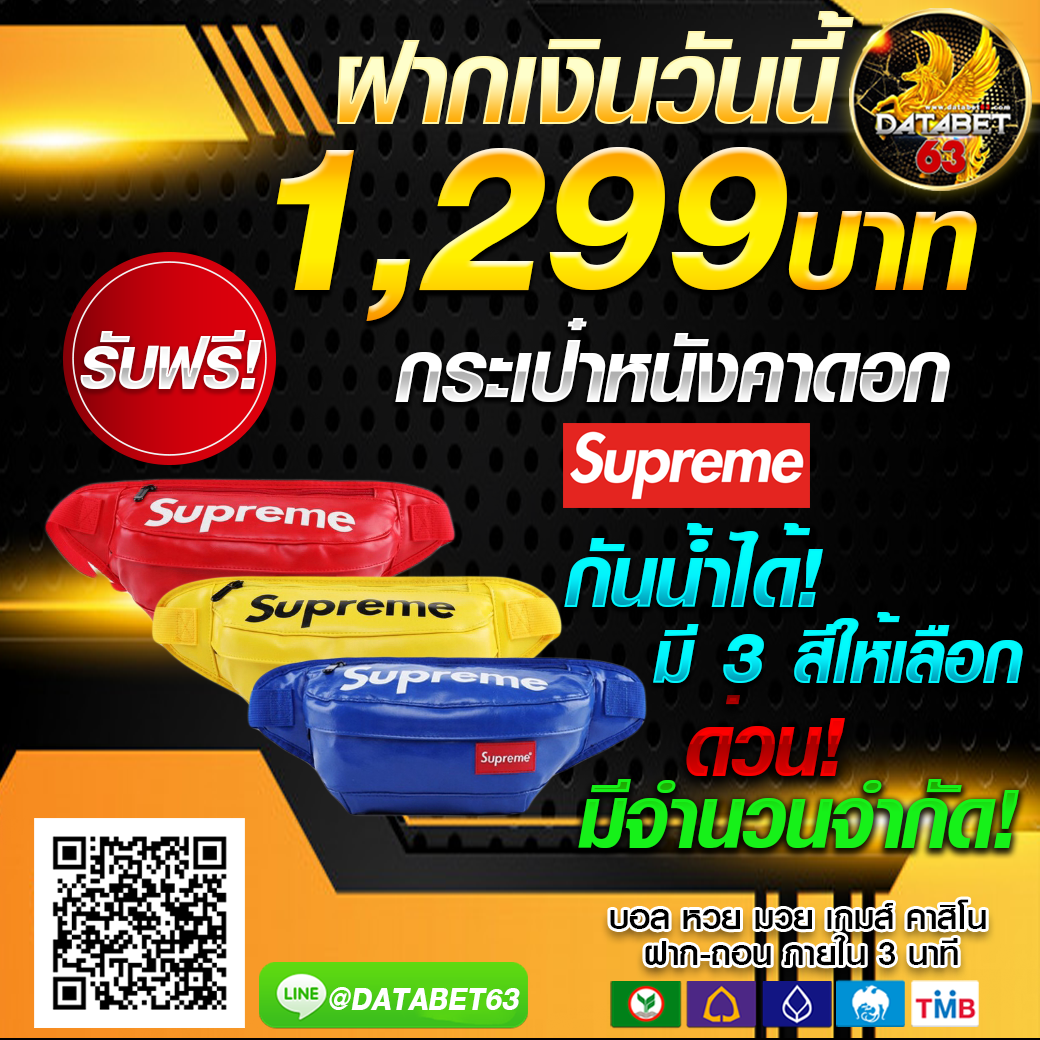 ฝากเงินวันนี้
DATABET
63
1,299บาท
รับฟรี!
กระเป๋าหนังคาดอก
Supreme
Supreme
Supreme
Supreme
Supreme
กันน้ำได้!
มี 3 สีให้เลือก
ด่วน!
มีจำนวนจำกัด!
บอล หวย มวย เกมส์ คาสิโน
ฝาก-ถอน ภายใน 3 นาที
LINE @DATABET63
TMB